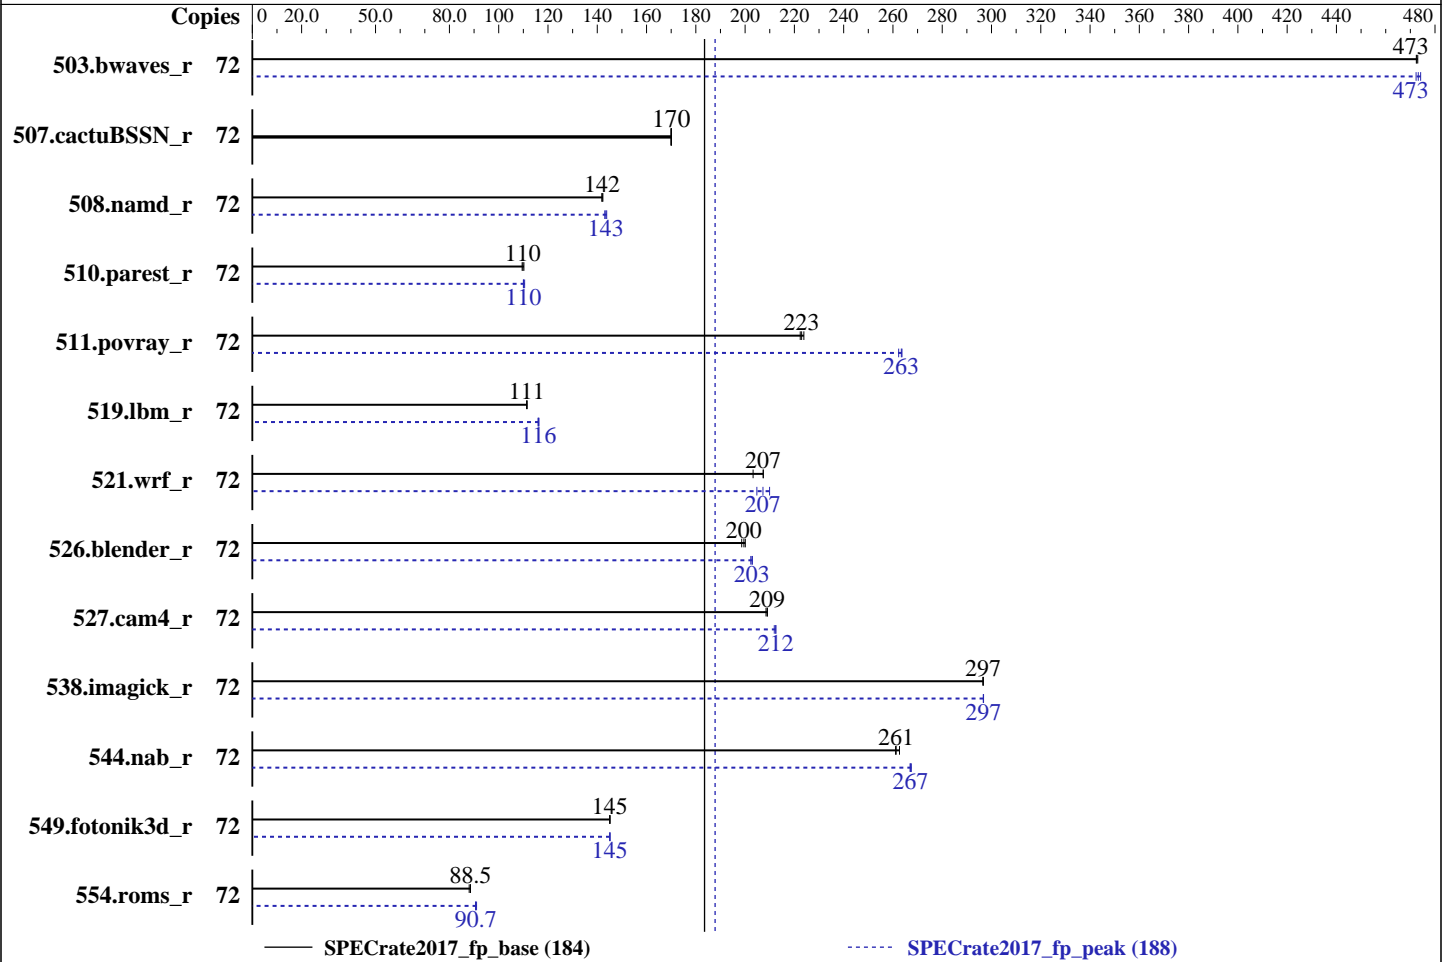 Copies 0 20.0 50.0 80.0 100 120 140 160 180 200 220 240 260 280 300 320 340 360 380 400 420 440 480
503.bwaves_r 72 473
473
507.cactuBSSN_r 72 170
508.namd_r 72 142
143
510.parest_r 72 110
110
511.povray_r 72 223
263
519.lbm_r 72 111
116
521.wrf_r 72 207
207
526.blender_r 72 200
203
527.cam4_r 72 209
212
538.imagick_r 72 297
297
544.nab_r 72 261
267
549.fotonik3d_r 72 145
145
554.roms_r 72 88.5
90.7
SPECrate2017_fp_base (184) SPECrate2017_fp_peak (188)